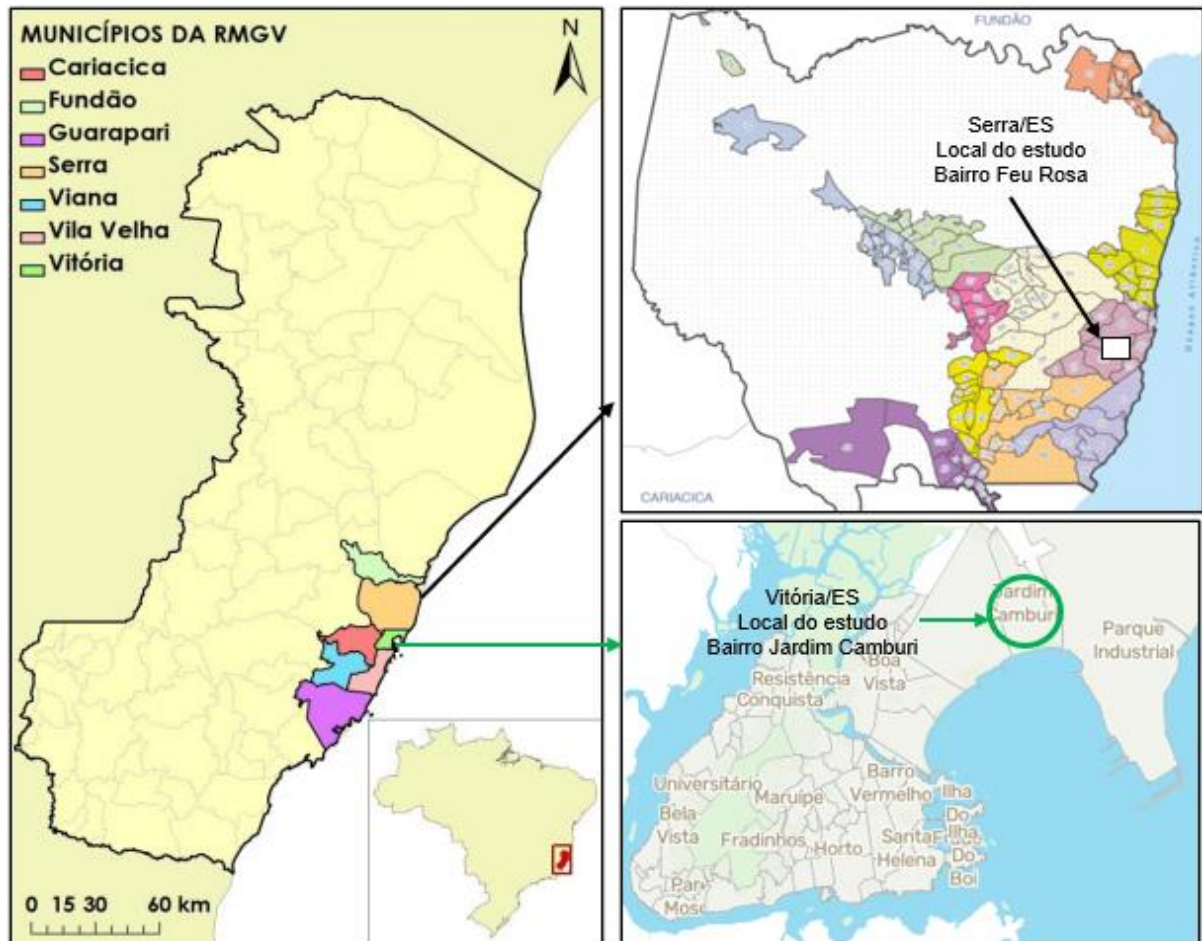 MUNICÍPIOS DA RMGV
Cariacica
Fundão
Guarapari
Serra
Viana
Vila Velha
Vitória
N
0 15 30 60 km
FUNDÃO
Serra/ES
Local do estudo
Bairro Feu Rosa
CARIACICA
Vitória/ES
Local do estudo
Bairro Jardim Camburi
Jardim
Camburi
Parque
Industrial
Boa
Vista
Resistência
Conquista
Universitário
Maruípe
Barro
Vermelho
Ilha
Do
Bela
Vista
Fradinhos
Horto
Santa
Helena
Ilha
Do
Boi